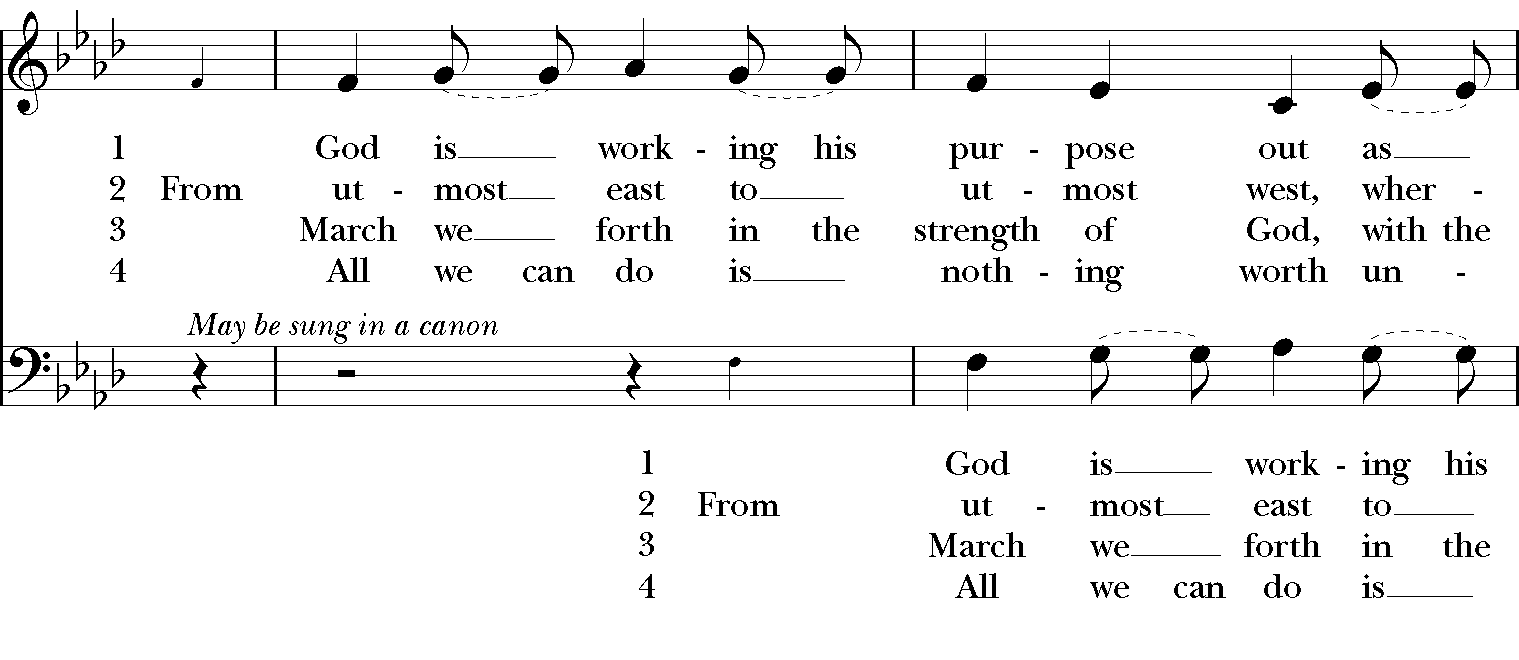 1 God is work - ing his pur - pose out as
2 From ut - most east to ut - most west, wher -
3 March we forth in the strength of God, with the
4 All we can do is noth - ing worth un -
May be sung in a canon
1 God is work - ing his
2 From ut - most east to
3 March we forth in the
4 All we can do is